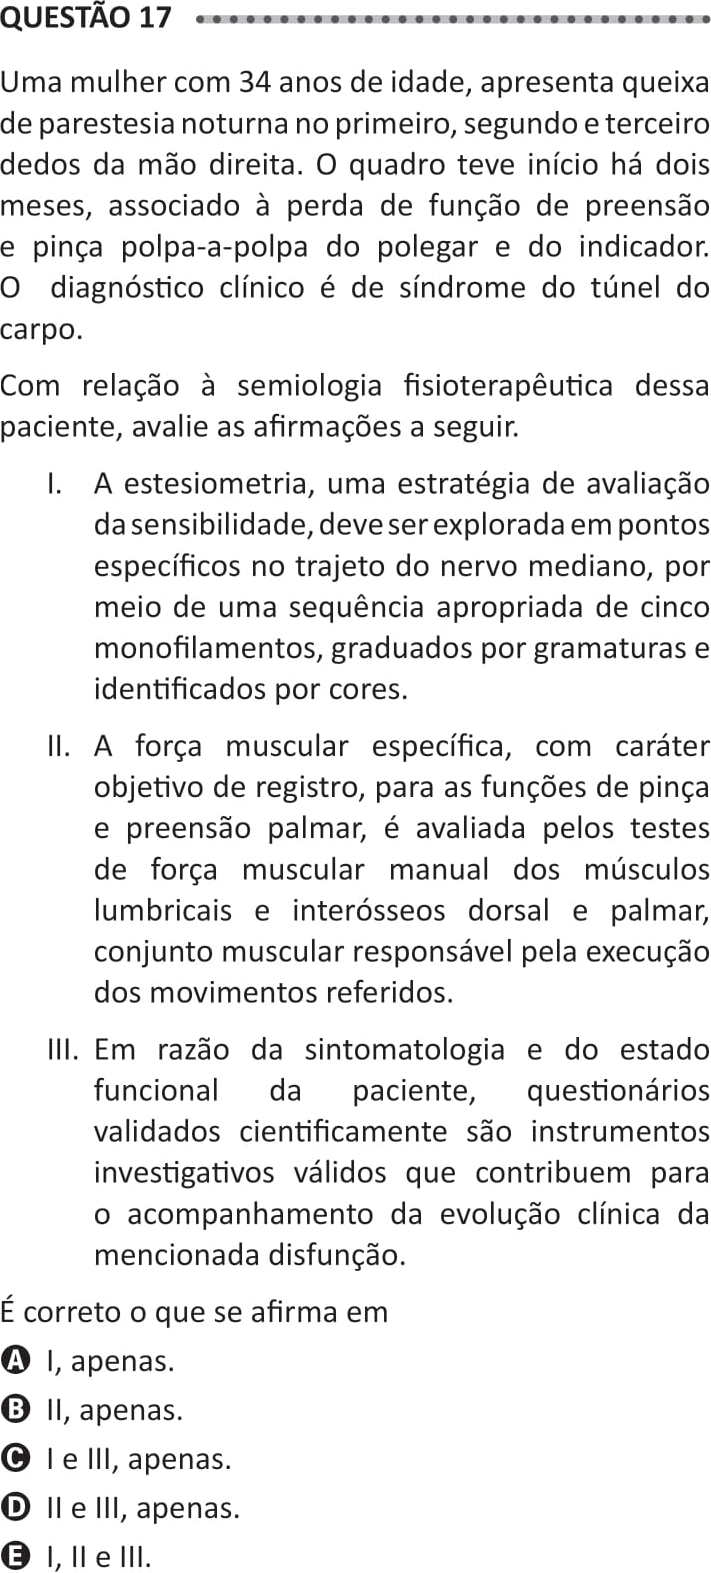 QUESTÃO 17
Uma mulher com 34 anos de idade, apresenta queixa
de parestesia noturna no primeiro, segundo e terceiro
dedos da mão direita. O quadro teve início há dois
meses, associado à perda de função de preensão
e pinça polpa-a-polpa do polegar e do indicador.
O diagnóstico clínico é de síndrome do túnel do
carpo.
Com relação à semiologia fisioterapêutica dessa
paciente, avalie as afirmações a seguir.
I. A estesiometria, uma estratégia de avaliação
da sensibilidade, deve ser explorada em pontos
específicos no trajeto do nervo mediano, por
meio de uma sequência apropriada de cinco
monofilamentos, graduados por gramaturas e
identificados por cores.
II. A força muscular específica, com caráter
objetivo de registro, para as funções de pinça
e preensão palmar, é avaliada pelos testes
de força muscular manual dos músculos
lumbricais e interósseos dorsal e palmar,
conjunto muscular responsável pela execução
dos movimentos referidos.
III. Em razão da sintomatologia e do estado
funcional da paciente, questionários
validados cientificamente são instrumentos
investigativos válidos que contribuem para
o acompanhamento da evolução clínica da
mencionada disfunção.
É correto o que se afirma em
A I, apenas.
B II, apenas.
C I e III, apenas.
D II e III, apenas.
E I, II e III.